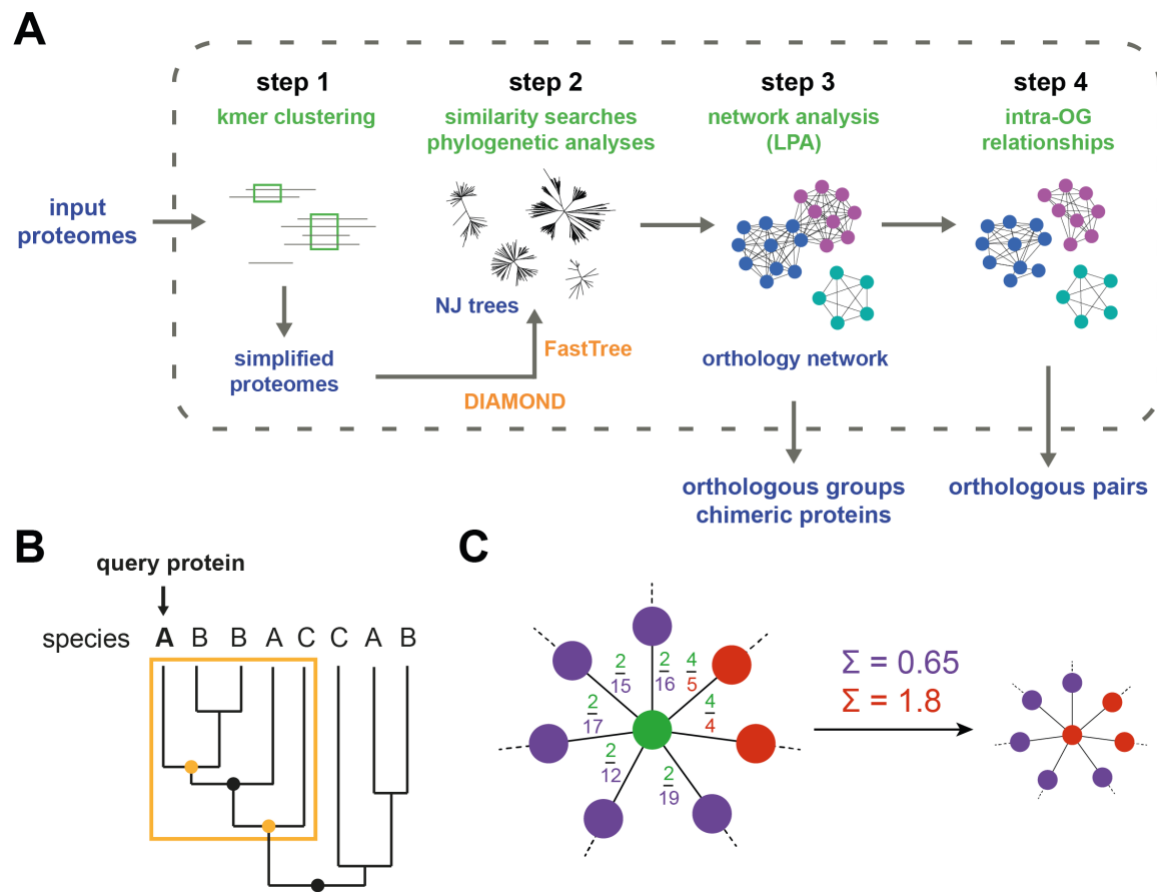 A
step 1
kmer clustering
step 2
similarity searches
phylogenetic analyses
step 3
network analysis
(LPA)
step 4
intra-OG
relationships
input
proteomes
NJ trees
simplified
proteomes
FastTree
DIAMOND
orthology network
orthologous groups
chimeric proteins
orthologous pairs
B
query protein
species A B B A C C A B
C
2
15
2
16
4
5
2
17
4
4
2
12
2
19
Σ = 0.65
Σ = 1.8